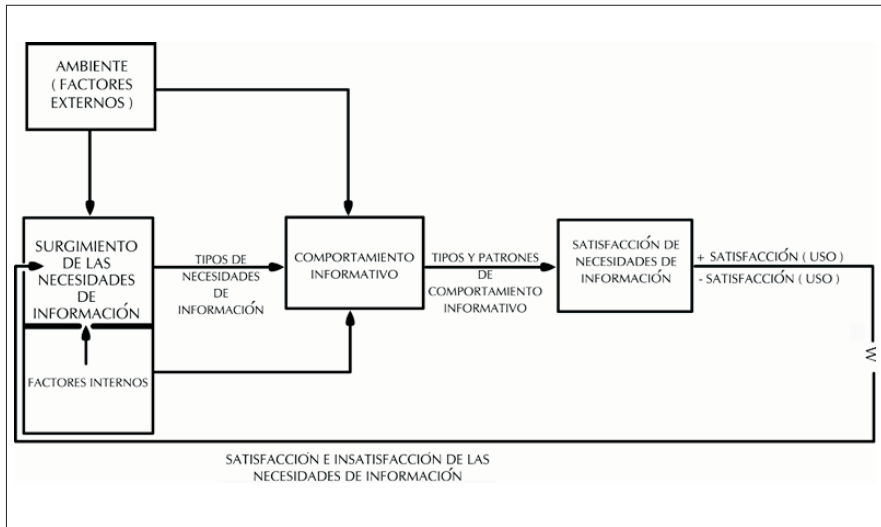 AMBIENTE
( FACTORES
EXTERNOS )
SURGIMIENTO
DE LAS
NECESIDADES
DE
INFORMACIÓN
FACTORES INTERNOS
TIPOS DE
NECESIDADES
DE
INFORMACIÓN
COMPORTAMIENTO
INFORMATIVO
TIPOS Y PATRONES
DE
COMPORTAMIENTO
INFORMATIVO
SATISFACCIÓN DE
NECESIDADES DE
INFORMACIÓN
+ SATISFACCIÓN ( USO )
- SATISFACCIÓN ( USO )
W
SATISFACCIÓN E INSATISFACCIÓN DE LAS
NECESIDADES DE INFORMACIÓN